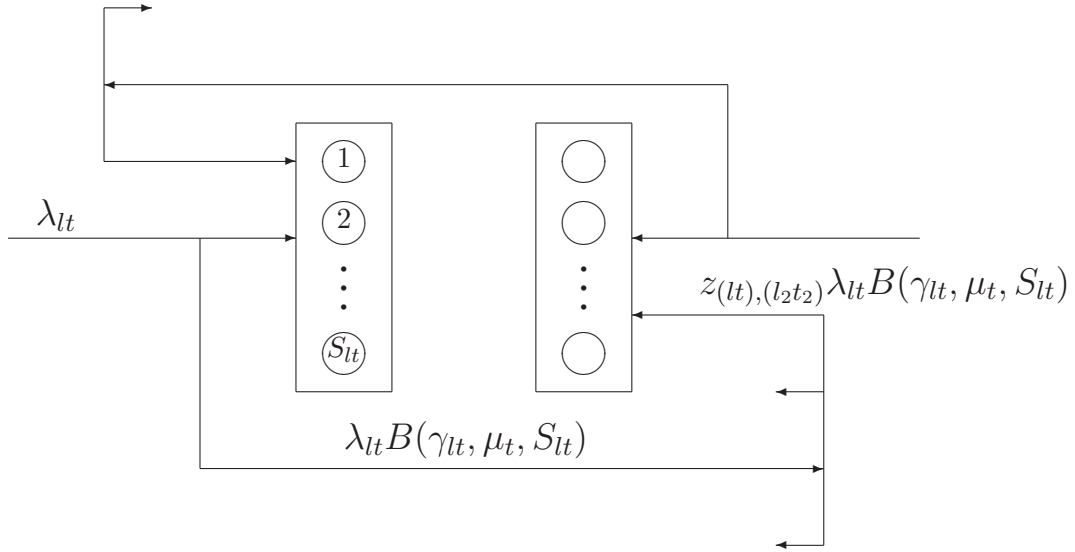 1
λ_{lt}
2
z_{(lt),(l_2t_2)}λ_{lt}B(γ_{lt}, μ_t, S_{lt})
S_{lt}
λ_{lt}B(γ_{lt}, μ_t, S_{lt})